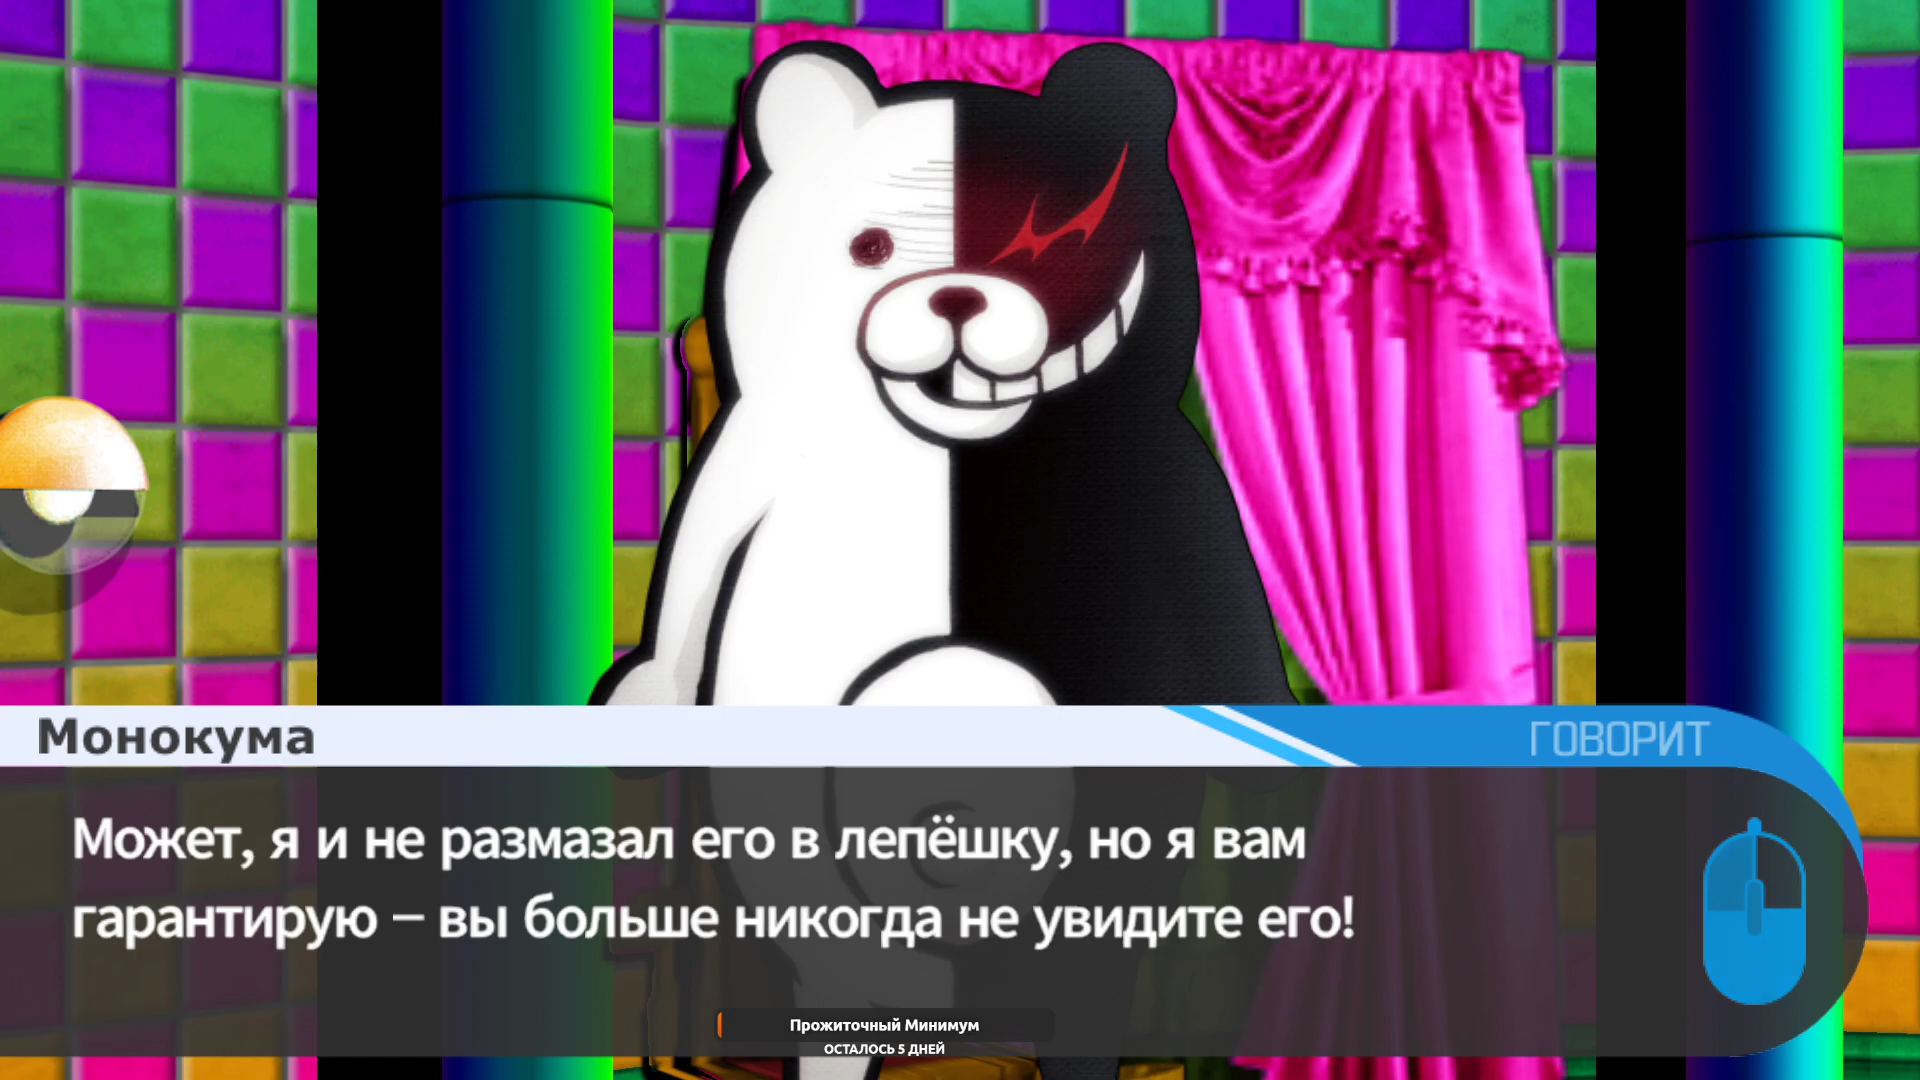 Монокума
ГОВОРИТ
Может, я и не размазал его в лепёшку, но я вам
гарантирую – вы больше никогда не увидите его!
Прожиточный Минимум
ОСТАЛОСЬ 5 ДНЕЙ